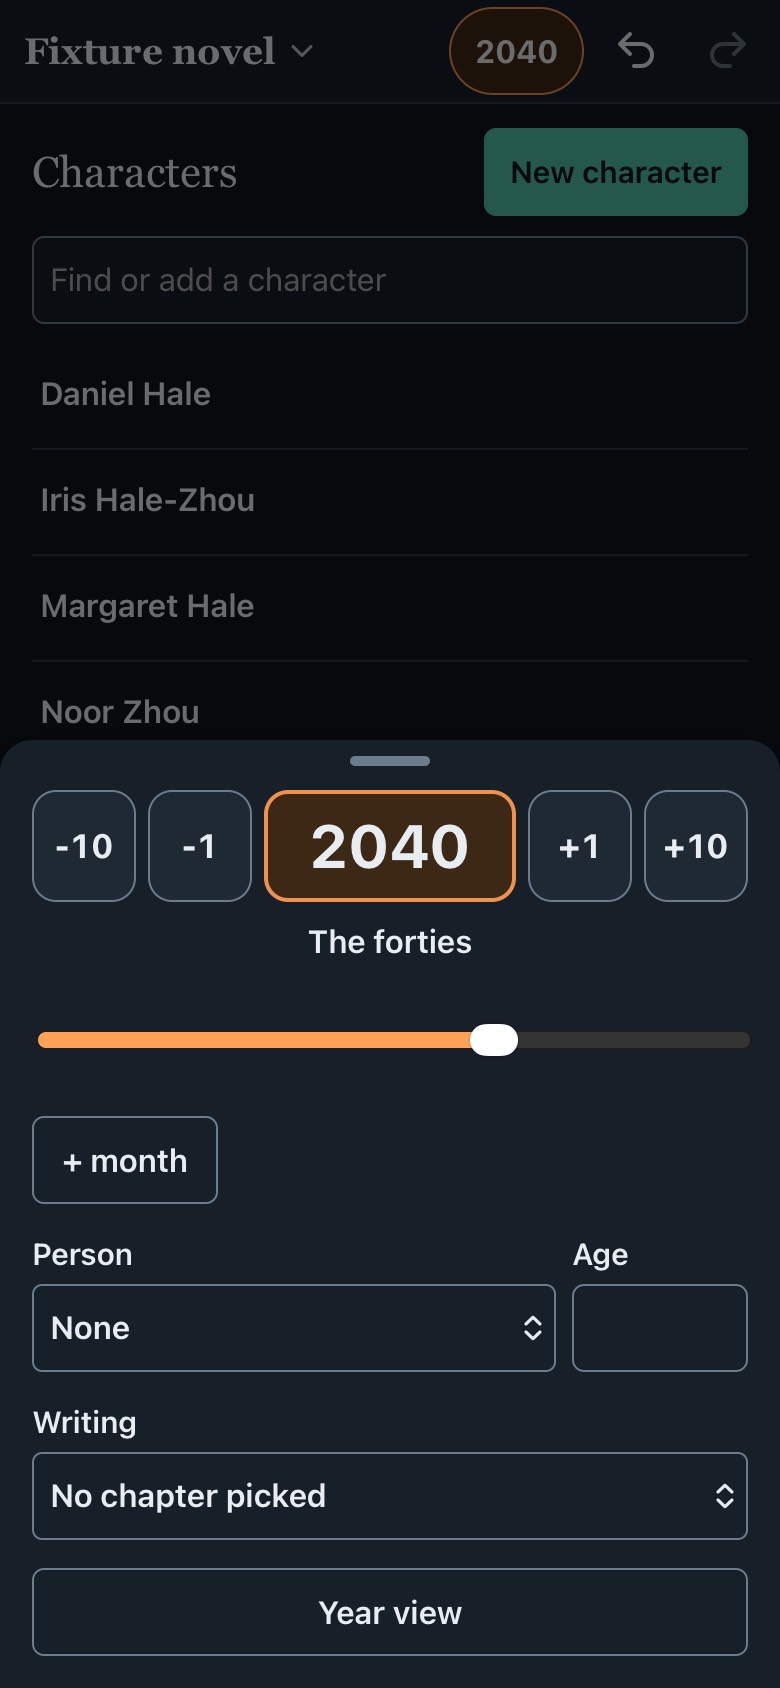 Fixture novel
2040
Characters
New character
Find or add a character
Daniel Hale
Iris Hale-Zhou
Margaret Hale
Noor Zhou
-10
-1
2040
+1
+10
The forties
+ month
Person
Age
None
Writing
No chapter picked
Year view